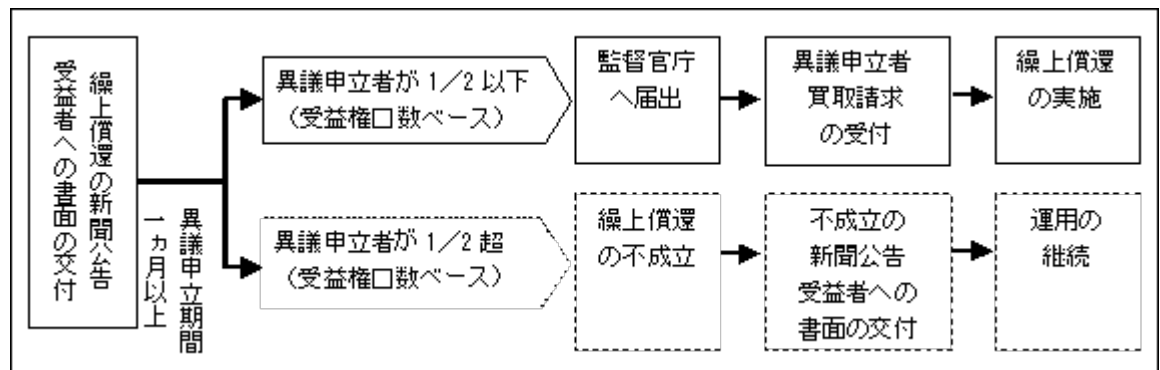 繰上償還の新聞公告
受益者への書面の交付
異議申立期間
一ヵ月以上
異議申立者が1/2以下
(受益権口数ベース)
監督官庁
へ届出
異議申立者
買取請求
の受付
繰上償還
の実施
異議申立者が1/2超
(受益権口数ベース)
繰上償還
の不成立
不成立の
新聞公告
受益者への
書面の交付
運用の
継続